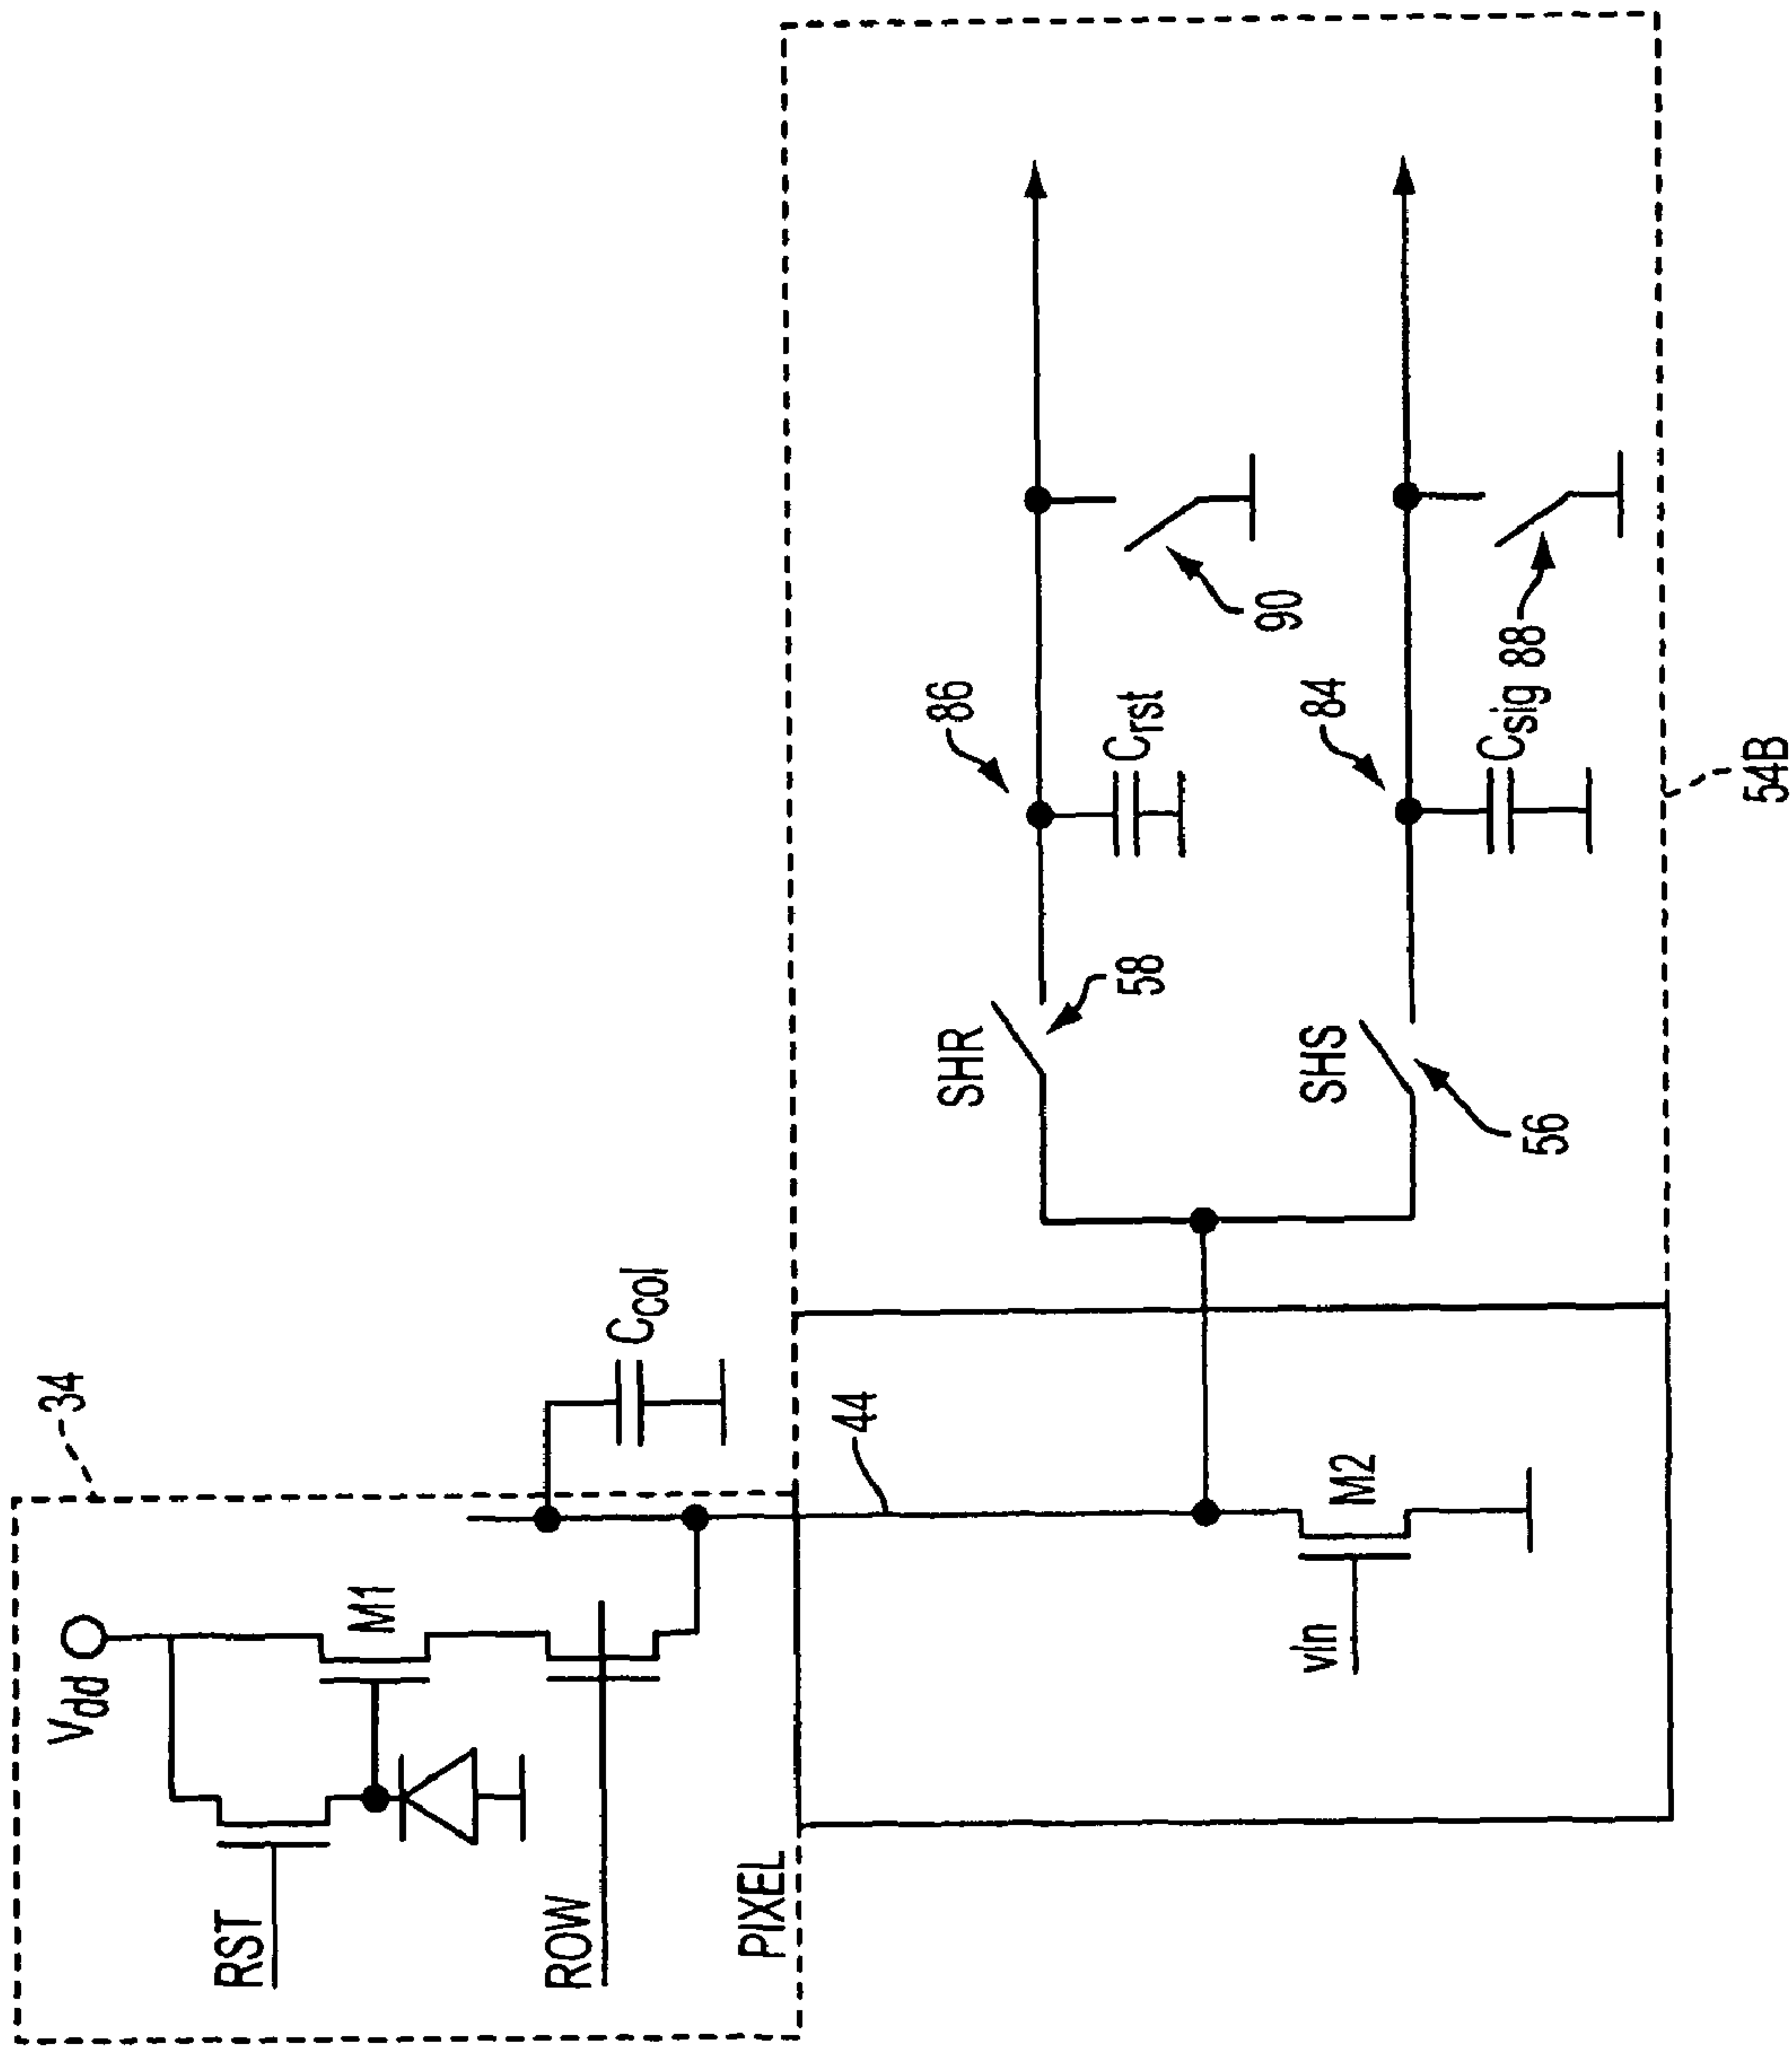 34
Vdd
M1
RST
ROW
PIXEL
Ccol
44
vln
M2
54B
SHR
58
86
Crst
90
SHS
56
84
Csig
88